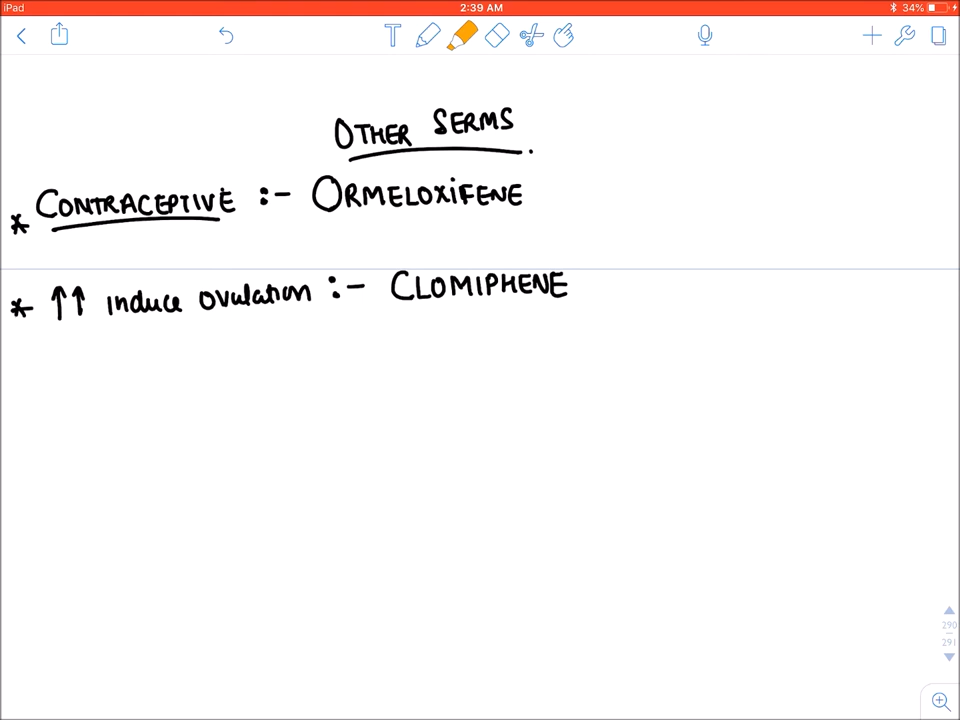 iPad
2:39 AM
34%
T
OTHER SERMS
* CONTRACEPTIVE :- ORMELOXIFENE
* ↑↑ induce ovulation :- CLOMIPHENE
290
291